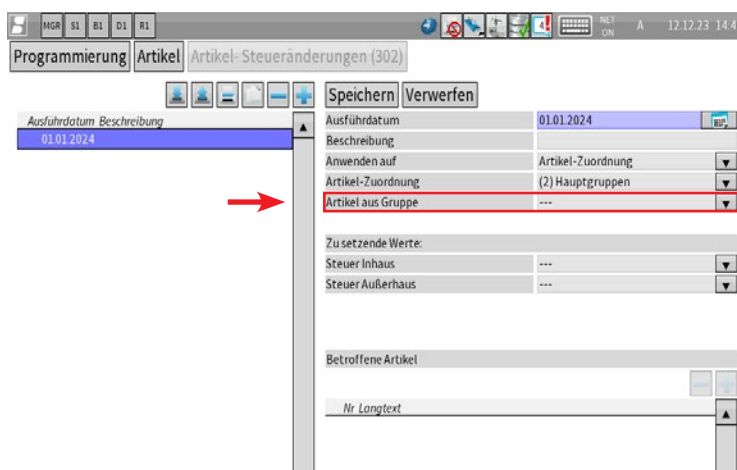 MGR S1 B1 D1 R1 4 NET ON A 12.12.23 14:4
Programmierung Artikel Artikel- Steueränderungen (302)
Speichern Verwerfen
Ausführdatum Beschreibung
01.01.2024
Ausführdatum 01.01.2024
Beschreibung
Anwenden auf Artikel-Zuordnung
Artikel-Zuordnung (2) Hauptgruppen
Artikel aus Gruppe ---
Zu setzende Werte:
Steuer Inhaus ---
Steuer Außerhaus ---
Betroffene Artikel
Nr Langtext